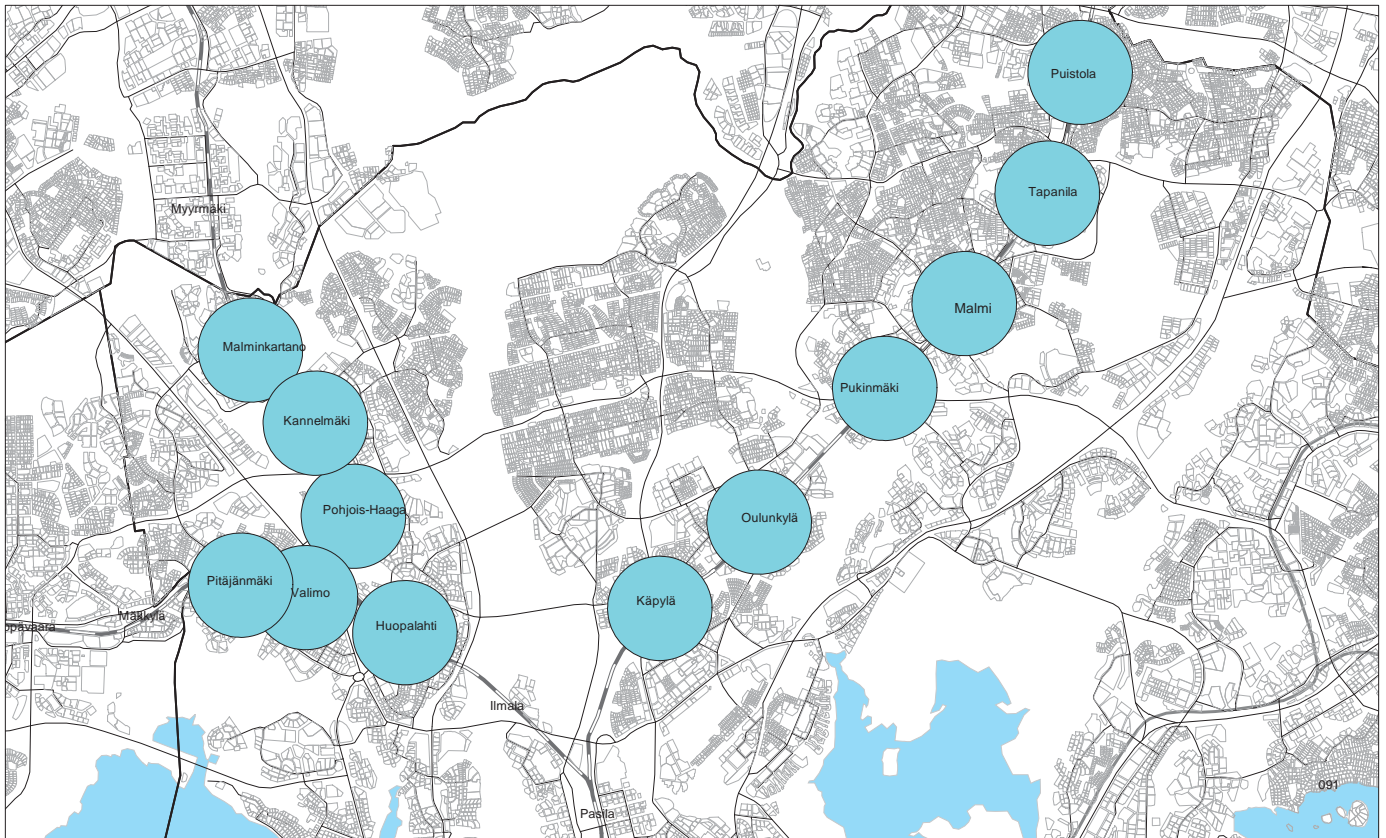 Puistola
Tapanila
Myyrmäki
Malmi
Malminkartano
Pukinmäki
Kannelmäki
Pohjois-Haaga
Oulunkylä
Pitäjänmäki
Valimo
Käpylä
Mäkkylä
Huopalahti
Ilmala
091
Pasila